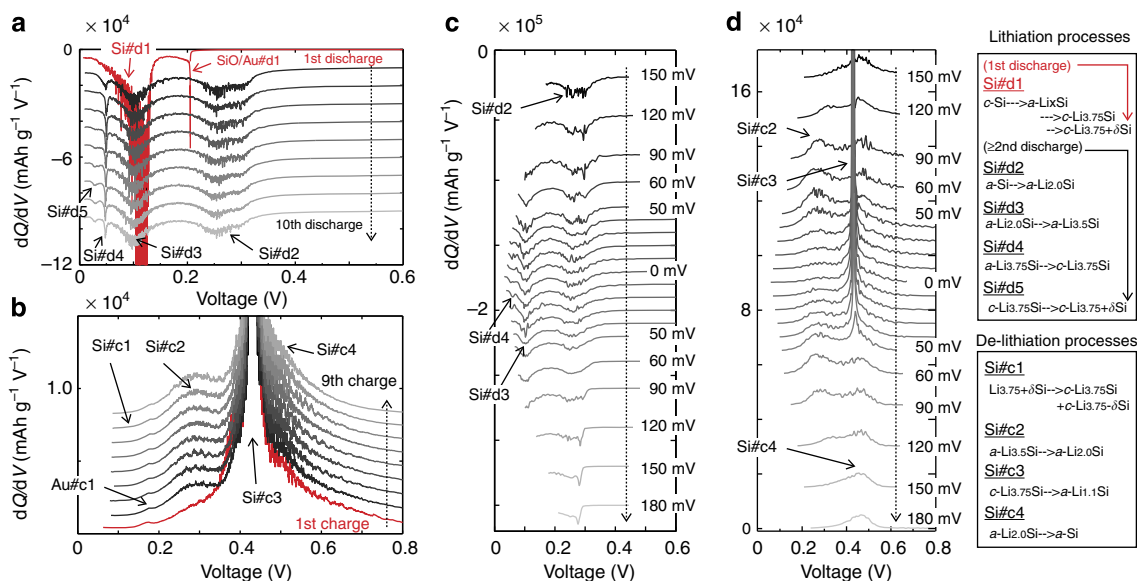 a
× 10⁴
0
−2
−6
−12
dQ/dV (mAh g⁻¹ V⁻¹)
Si#d1
SiO/Au#d1
1st discharge
Si#d5
10th discharge
Si#d4
Si#d3
Si#d2
0 0.2 0.4 0.6
Voltage (V)
b
× 10⁴
1.0
dQ/dV (mAh g⁻¹ V⁻¹)
Si#c1
Si#c2
Si#c4
9th charge
Au#c1
Si#c3
1st charge
0 0.2 0.4 0.6 0.8
Voltage (V)
c
× 10⁵
0
−2
dQ/dV (mAh g⁻¹ V⁻¹)
Si#d2
150 mV
120 mV
90 mV
60 mV
50 mV
0 mV
Si#d4
50 mV
60 mV
Si#d3
90 mV
120 mV
150 mV
180 mV
0 0.2 0.4 0.6
Voltage (V)
d
× 10⁴
16
8
0
dQ/dV (mAh g⁻¹ V⁻¹)
150 mV
120 mV
Si#c2
90 mV
Si#c3
60 mV
50 mV
0 mV
50 mV
60 mV
90 mV
Si#c4
120 mV
150 mV
180 mV
0 0.2 0.4 0.6 0.8
Voltage (V)
Lithiation processes
(1st discharge)
Si#d1
c-Si--->a-LixSi
--->c-Li3.75Si
-->c-Li3.75+δSi
(≥2nd discharge)
Si#d2
a-Si-->a-Li2.0Si
Si#d3
a-Li2.0Si-->a-Li3.5Si
Si#d4
a-Li3.75Si-->c-Li3.75Si
Si#d5
c-Li3.75Si-->c-Li3.75+δSi
De-lithiation processes
Si#c1
Li3.75+δSi-->c-Li3.75Si
+c-Li3.75-δSi
Si#c2
a-Li3.5Si-->a-Li2.0Si
Si#c3
c-Li3.75Si-->a-Li1.1Si
Si#c4
a-Li2.0Si-->a-Si